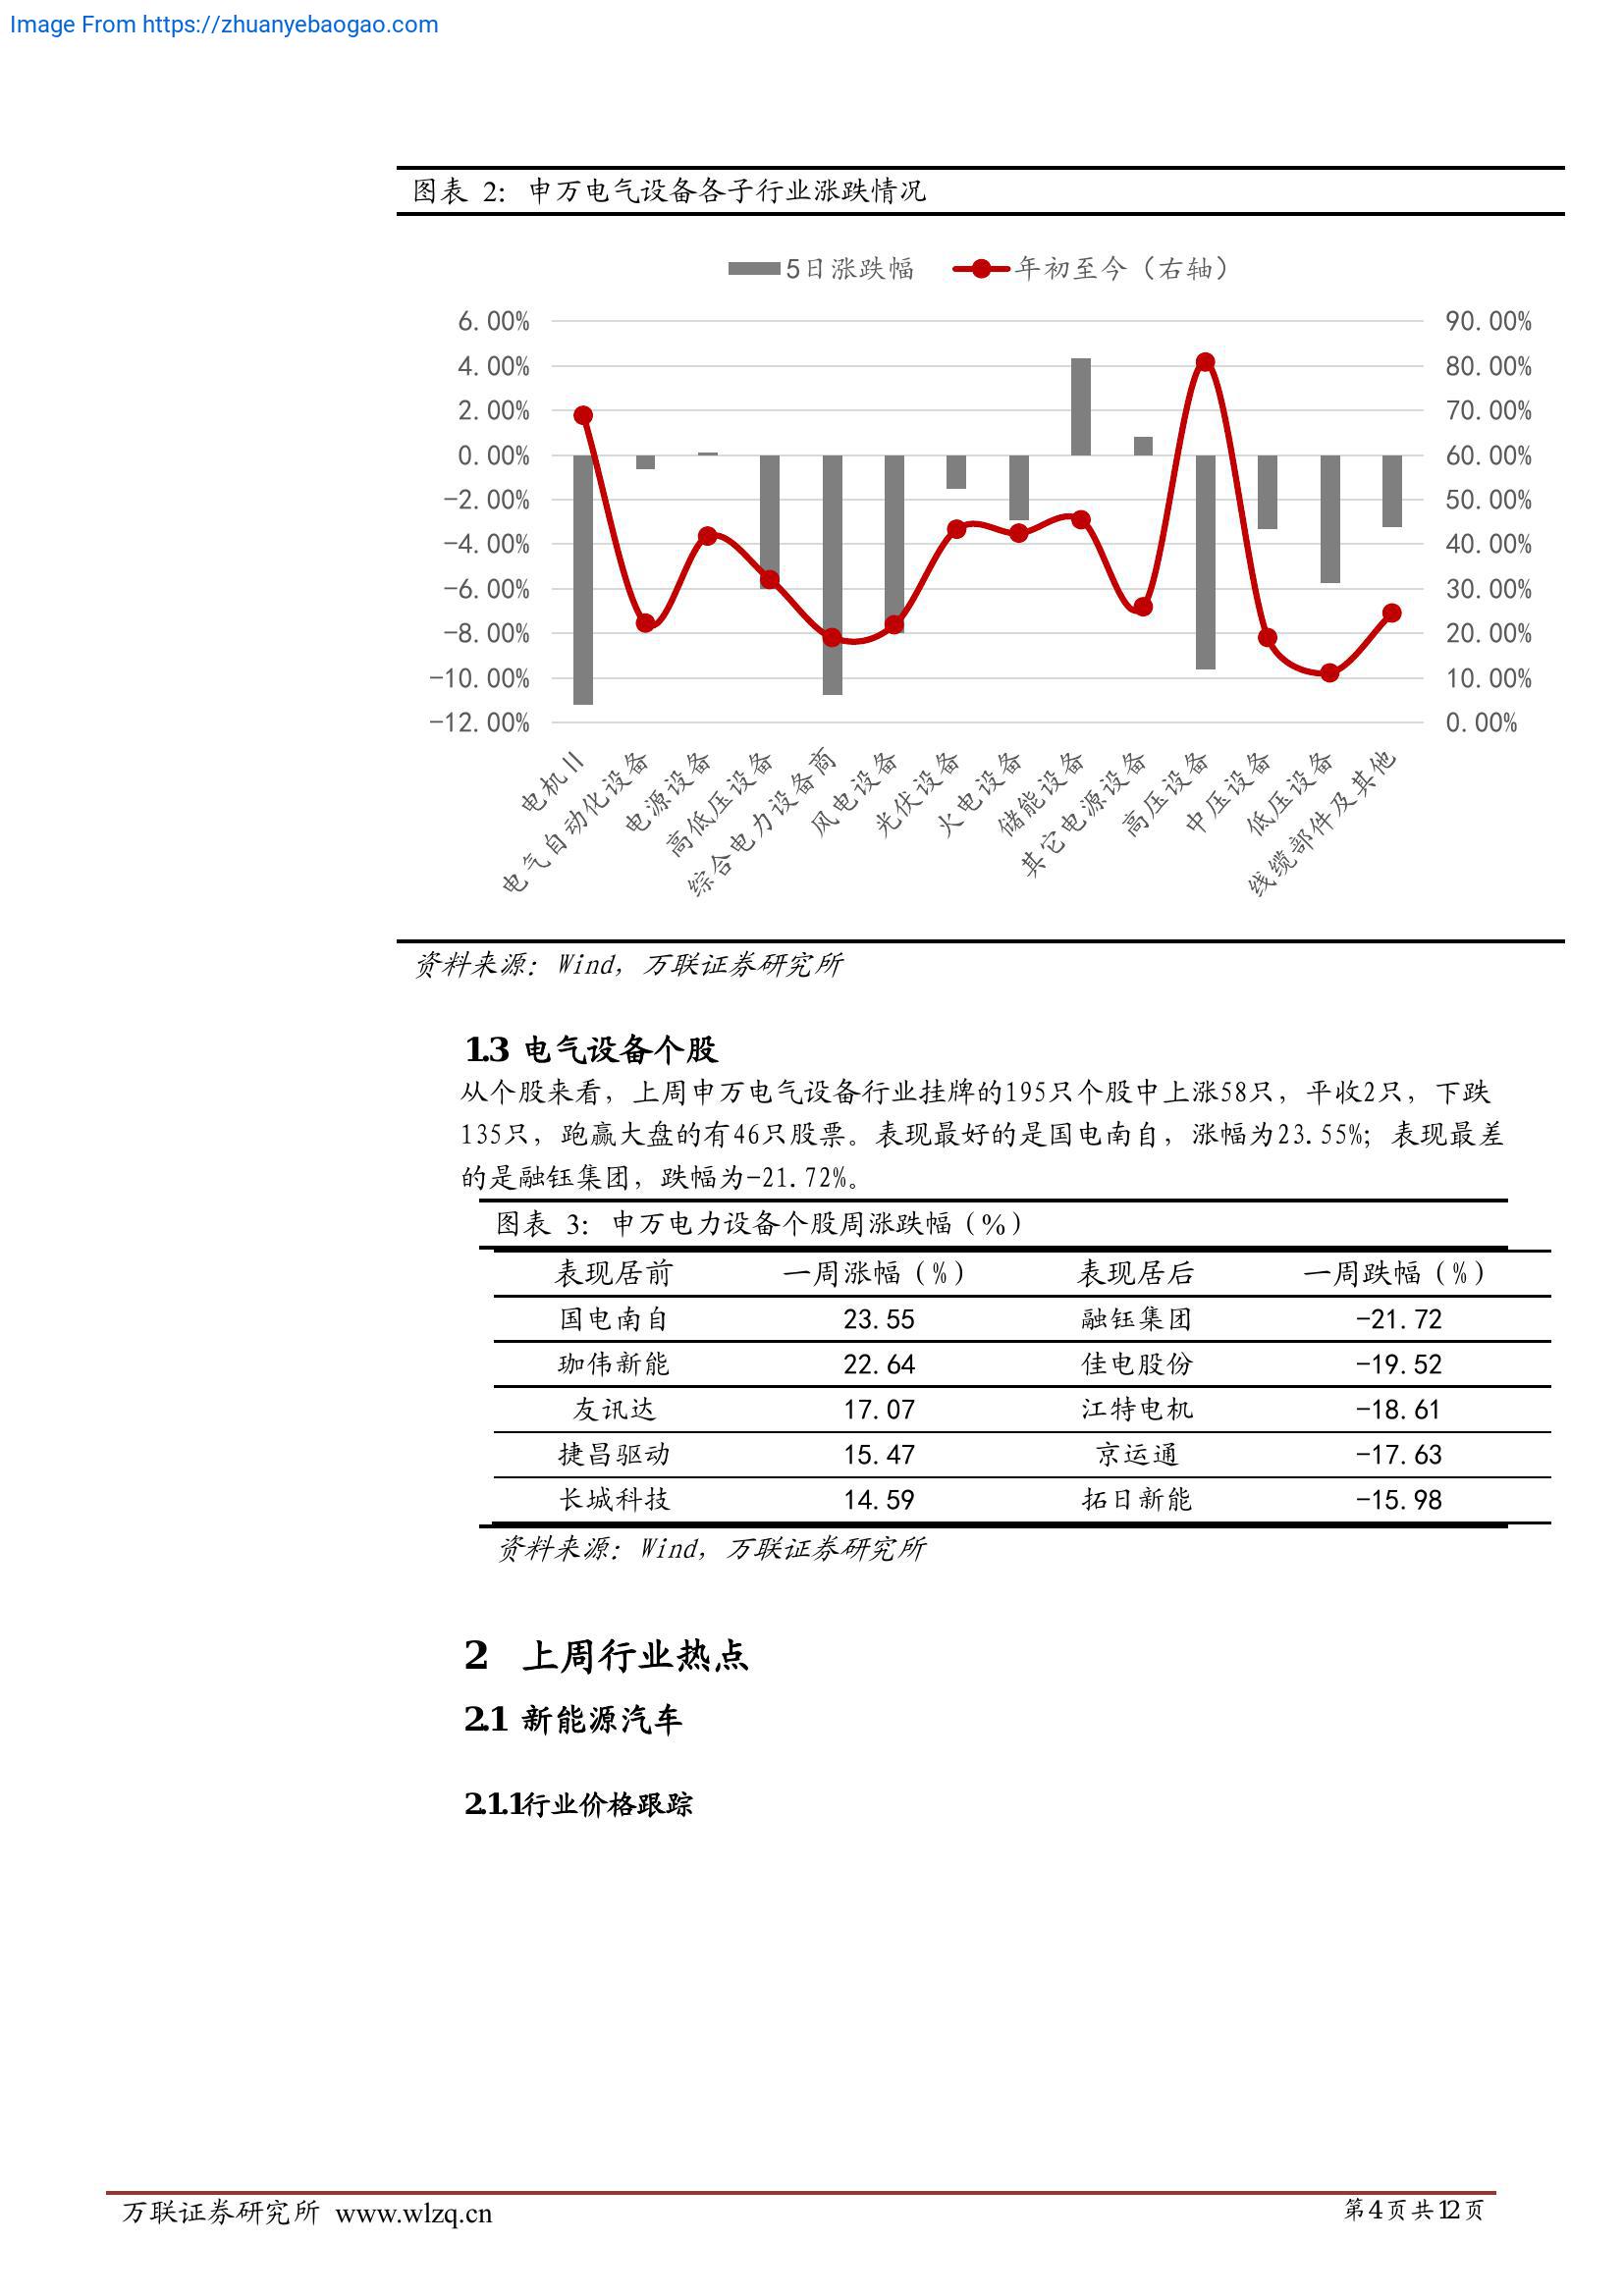 Image From https://zhuanyebaogao.com
图表 2：申万电气设备各子行业涨跌情况
5日涨跌幅 年初至今（右轴）
6.00% 90.00%
4.00% 80.00%
2.00% 70.00%
0.00% 60.00%
-2.00% 50.00%
-4.00% 40.00%
-6.00% 30.00%
-8.00% 20.00%
-10.00% 10.00%
-12.00% 0.00%
电机Ⅱ
电气自动化设备
电源设备
高低压设备
综合电力设备商
风电设备
光伏设备
火电设备
储能设备
其它电源设备
高压设备
中压设备
低压设备
线缆部件及其他
资料来源：Wind，万联证券研究所
1.3 电气设备个股
从个股来看，上周申万电气设备行业挂牌的195只个股中上涨58只，平收2只，下跌
135只，跑赢大盘的有46只股票。表现最好的是国电南自，涨幅为23.55%；表现最差
的是融钰集团，跌幅为-21.72%。
图表 3：申万电力设备个股周涨跌幅（%）
表现居前 一周涨幅（%） 表现居后 一周跌幅（%）
国电南自 23.55 融钰集团 -21.72
珈伟新能 22.64 佳电股份 -19.52
友讯达 17.07 江特电机 -18.61
捷昌驱动 15.47 京运通 -17.63
长城科技 14.59 拓日新能 -15.98
资料来源：Wind，万联证券研究所
2 上周行业热点
2.1 新能源汽车
2.1.1行业价格跟踪
万联证券研究所 www.wlzq.cn 第4页共12页